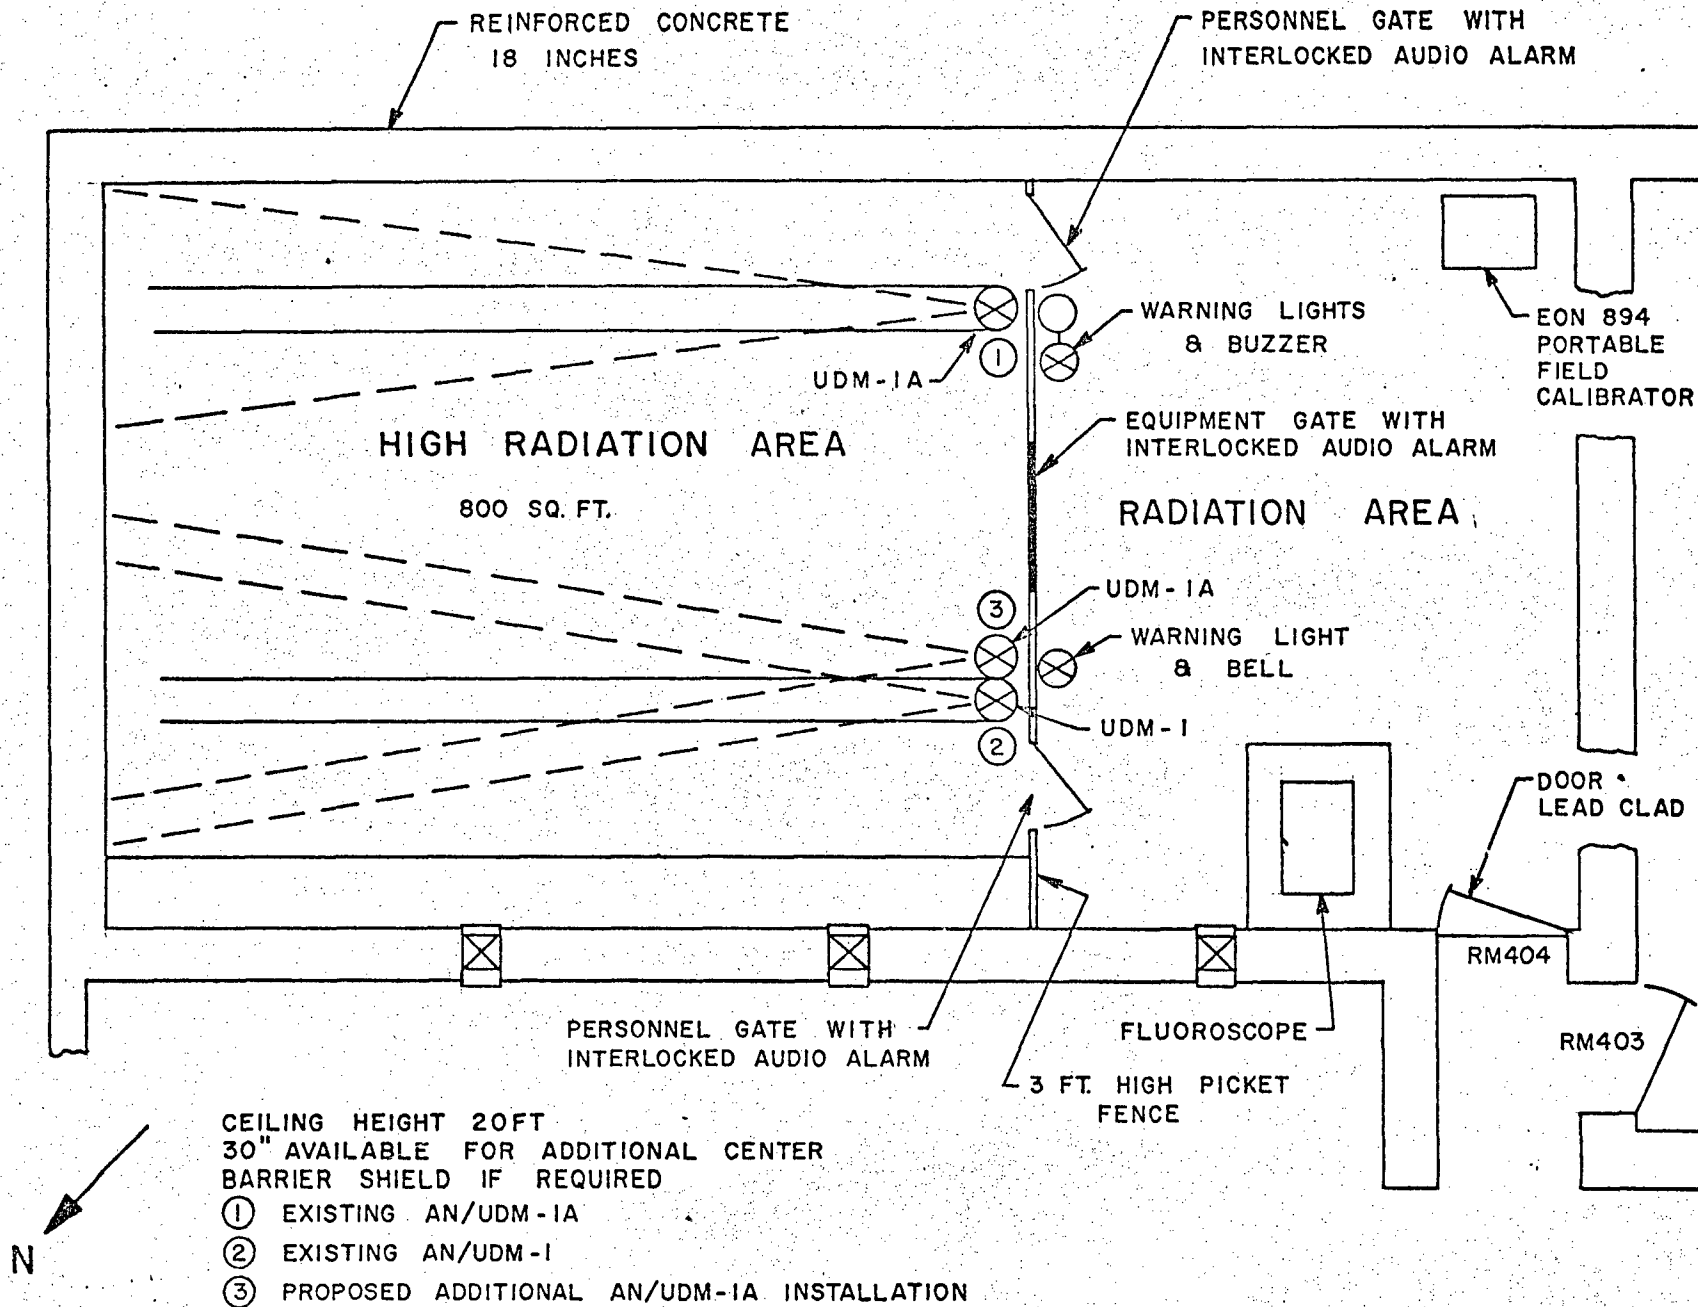 REINFORCED CONCRETE
18 INCHES
PERSONNEL GATE WITH
INTERLOCKED AUDIO ALARM
WARNING LIGHTS
& BUZZER
EON 894
PORTABLE
FIELD
CALIBRATOR
1
UDM-1A
EQUIPMENT GATE WITH
INTERLOCKED AUDIO ALARM
HIGH RADIATION AREA
800 SQ. FT.
RADIATION AREA
3
UDM-1A
WARNING LIGHT
& BELL
UDM-1
2
DOOR
LEAD CLAD
RM404
PERSONNEL GATE WITH
INTERLOCKED AUDIO ALARM
FLUOROSCOPE
RM403
3 FT. HIGH PICKET
FENCE
CEILING HEIGHT 20FT
30" AVAILABLE FOR ADDITIONAL CENTER
BARRIER SHIELD IF REQUIRED
1 EXISTING AN/UDM-1A
2 EXISTING AN/UDM-1
3 PROPOSED ADDITIONAL AN/UDM-1A INSTALLATION
N